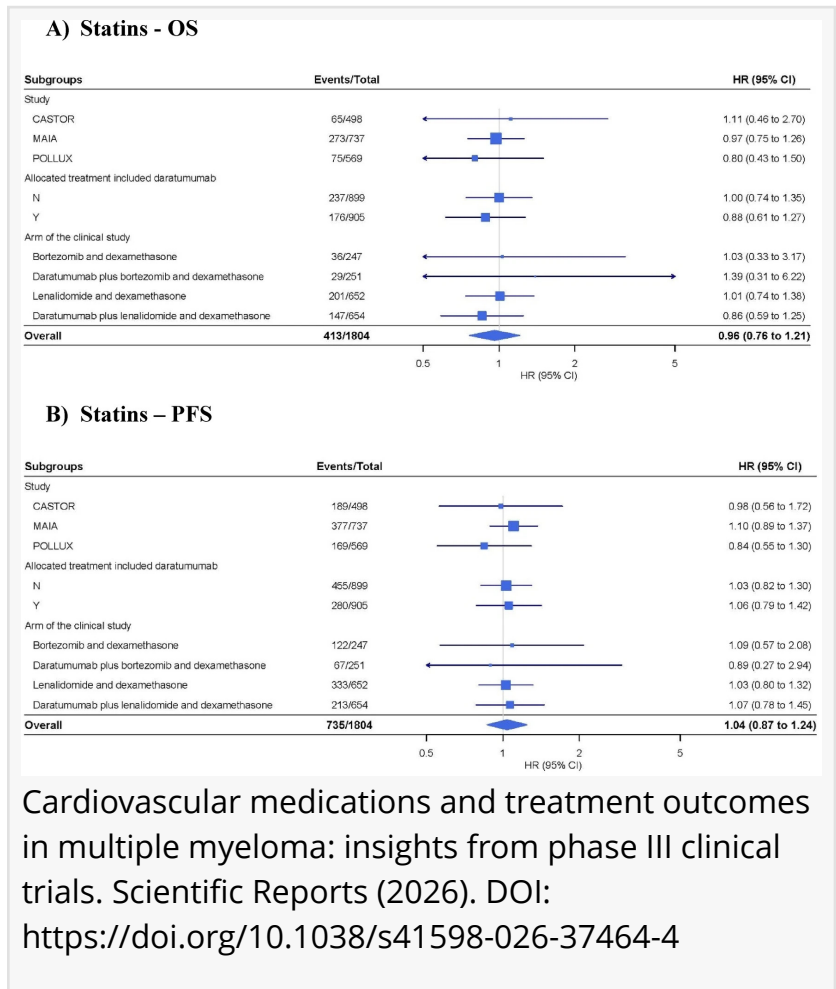 A) Statins - OS
Subgroups Events/Total HR (95% CI)
Study
CASTOR 65/498 1.11 (0.46 to 2.70)
MAIA 273/737 0.97 (0.75 to 1.26)
POLLUX 75/569 0.80 (0.43 to 1.50)
Allocated treatment included daratumumab
N 237/899 1.00 (0.74 to 1.35)
Y 176/905 0.88 (0.61 to 1.27)
Arm of the clinical study
Bortezomib and dexamethasone 36/247 1.03 (0.33 to 3.17)
Daratumumab plus bortezomib and dexamethasone 29/251 1.39 (0.31 to 6.22)
Lenalidomide and dexamethasone 201/652 1.01 (0.74 to 1.38)
Daratumumab plus lenalidomide and dexamethasone 147/654 0.86 (0.59 to 1.25)
Overall 413/1804 0.96 (0.76 to 1.21)
0.5 1 2 5
HR (95% CI)
B) Statins – PFS
Subgroups Events/Total HR (95% CI)
Study
CASTOR 189/498 0.98 (0.56 to 1.72)
MAIA 377/737 1.10 (0.89 to 1.37)
POLLUX 169/569 0.84 (0.55 to 1.30)
Allocated treatment included daratumumab
N 455/899 1.03 (0.82 to 1.30)
Y 280/905 1.06 (0.79 to 1.42)
Arm of the clinical study
Bortezomib and dexamethasone 122/247 1.09 (0.57 to 2.08)
Daratumumab plus bortezomib and dexamethasone 67/251 0.89 (0.27 to 2.94)
Lenalidomide and dexamethasone 333/652 1.03 (0.80 to 1.32)
Daratumumab plus lenalidomide and dexamethasone 213/654 1.07 (0.78 to 1.45)
Overall 735/1804 1.04 (0.87 to 1.24)
0.5 1 2 5
HR (95% CI)
Cardiovascular medications and treatment outcomes
in multiple myeloma: insights from phase III clinical
trials. Scientific Reports (2026). DOI:
https://doi.org/10.1038/s41598-026-37464-4